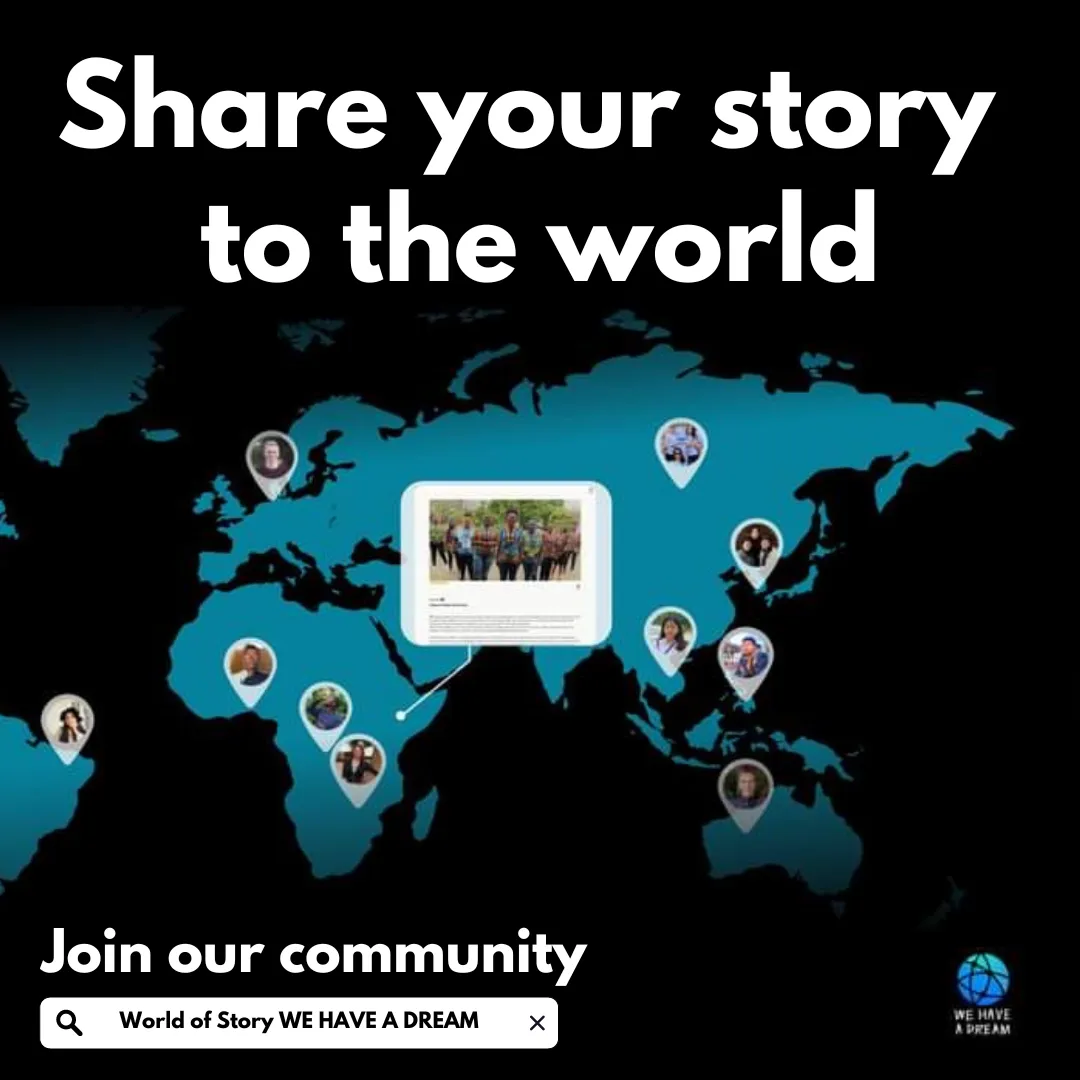 Share your story
to the world
Join our community
World of Story WE HAVE A DREAM
WE HAVE
A DREAM